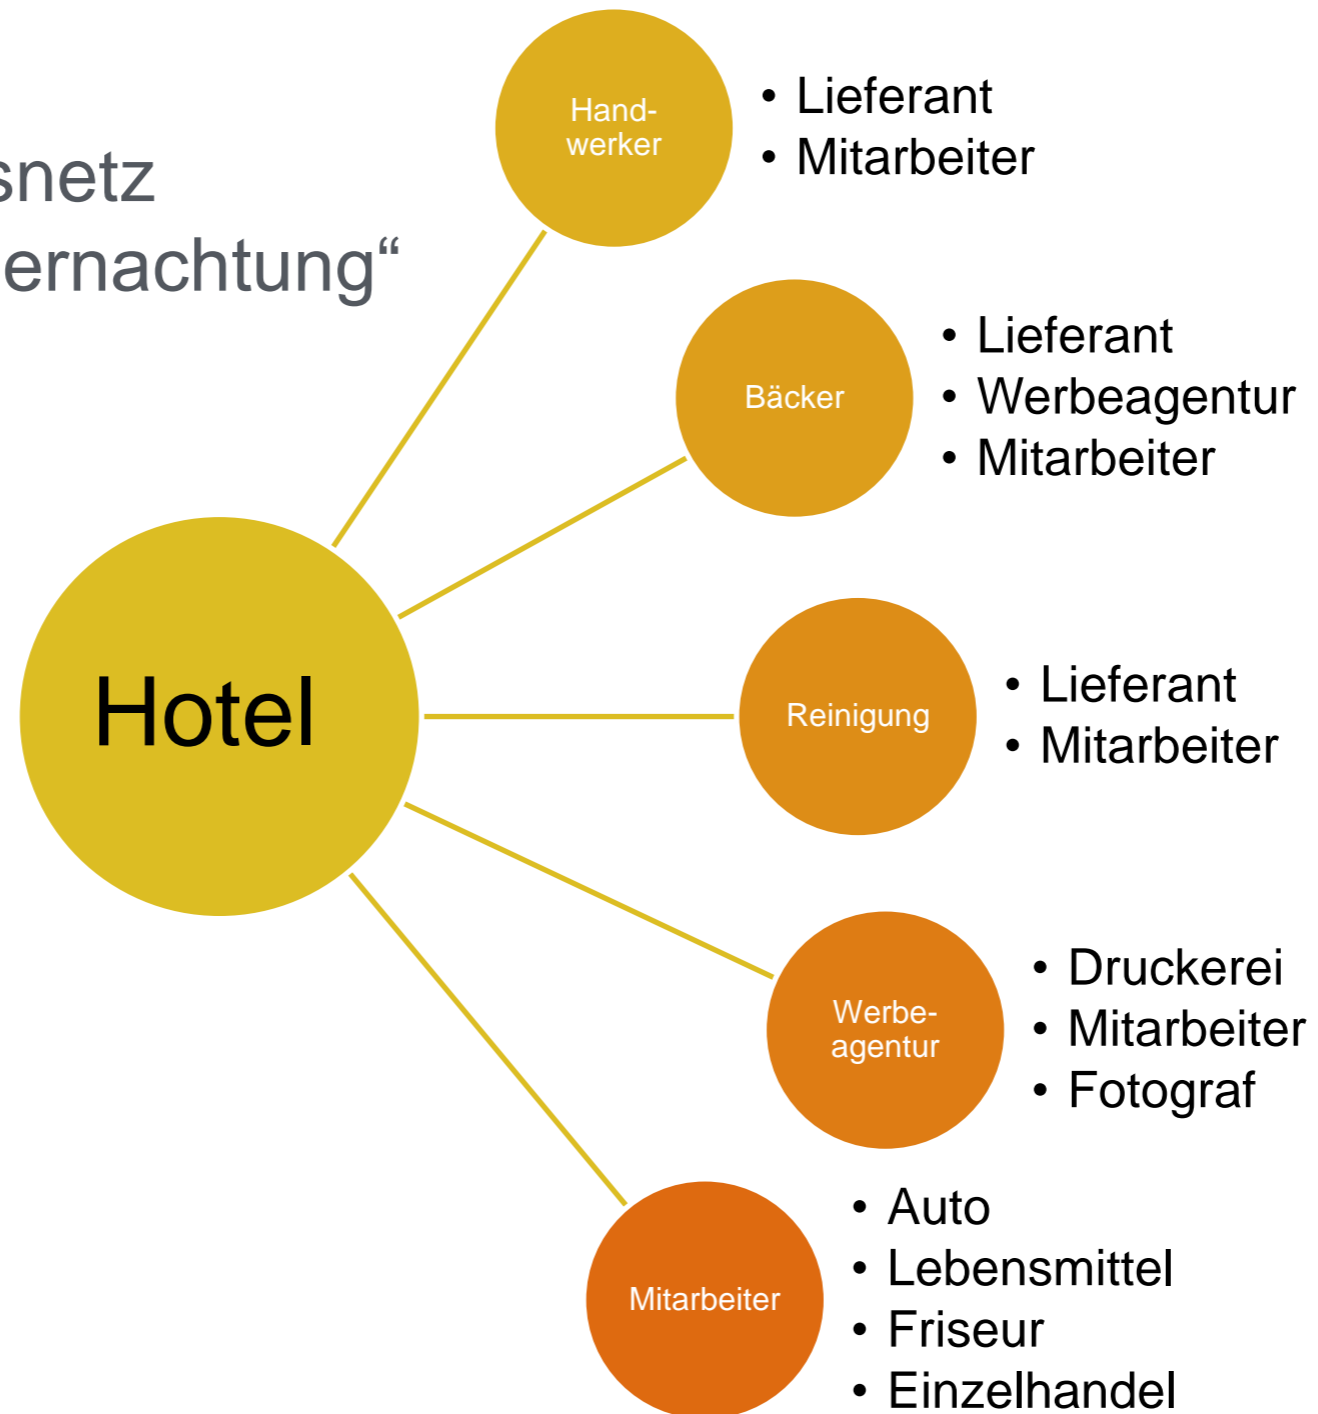 snetz
ernachtung“
Hand-
werker
• Lieferant
• Mitarbeiter
Bäcker
• Lieferant
• Werbeagentur
• Mitarbeiter
Hotel
Reinigung
• Lieferant
• Mitarbeiter
Werbe-
agentur
• Druckerei
• Mitarbeiter
• Fotograf
Mitarbeiter
• Auto
• Lebensmittel
• Friseur
• Einzelhandel